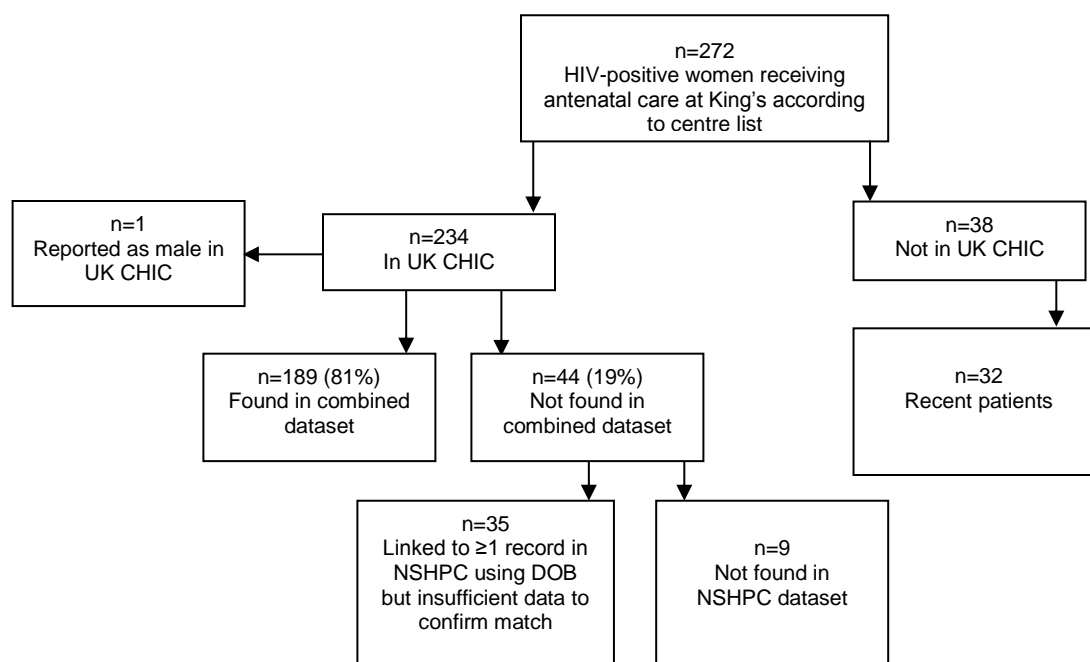 n=272
HIV-positive women receiving
antenatal care at King's according
to centre list
n=1
Reported as male in
UK CHIC
n=234
In UK CHIC
n=38
Not in UK CHIC
n=189 (81%)
Found in combined
dataset
n=44 (19%)
Not found in
combined dataset
n=32
Recent patients
n=35
Linked to ≥1 record in
NSHPC using DOB
but insufficient data to
confirm match
n=9
Not found in
NSHPC dataset